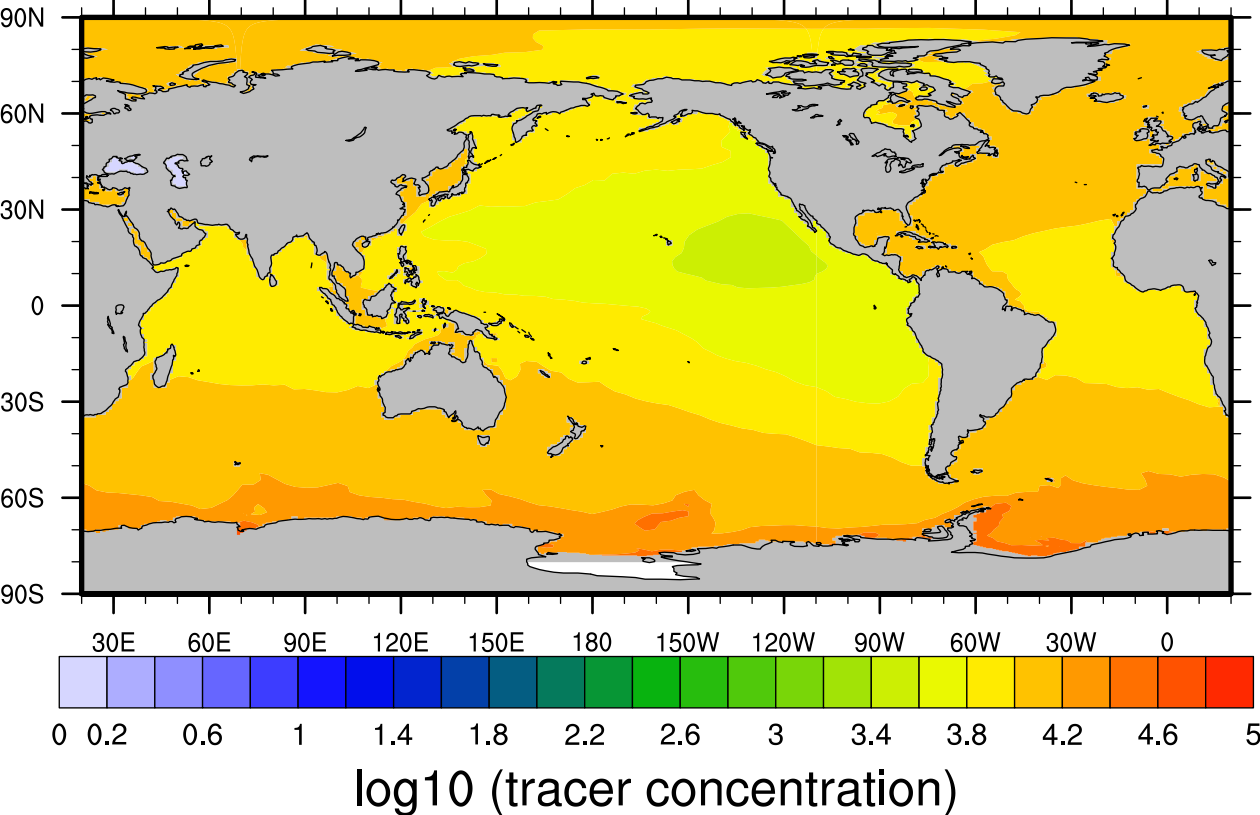 90N
60N
30N
0
30S
60S
90S
30E 60E 90E 120E 150E 180 150W 120W 90W 60W 30W 0
0 0.2 0.6 1 1.4 1.8 2.2 2.6 3 3.4 3.8 4.2 4.6 5
log10 (tracer concentration)